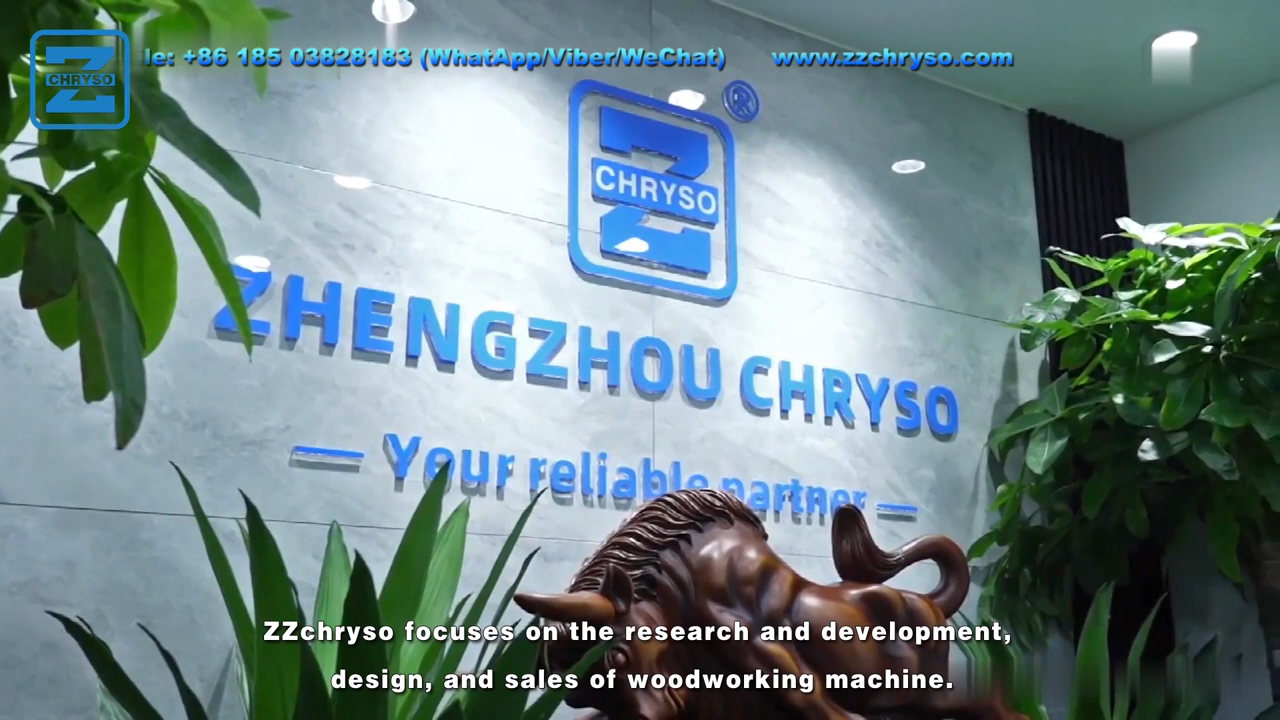 CHRYSO
le: +86 185 03828183 (WhatApp/Viber/WeChat) www.zzchryso.com
®
Z
CHRYSO
ZHENGZHOU CHRYSO
— Your reliable partner —
ZZchryso focuses on the research and development,
design, and sales of woodworking machine.